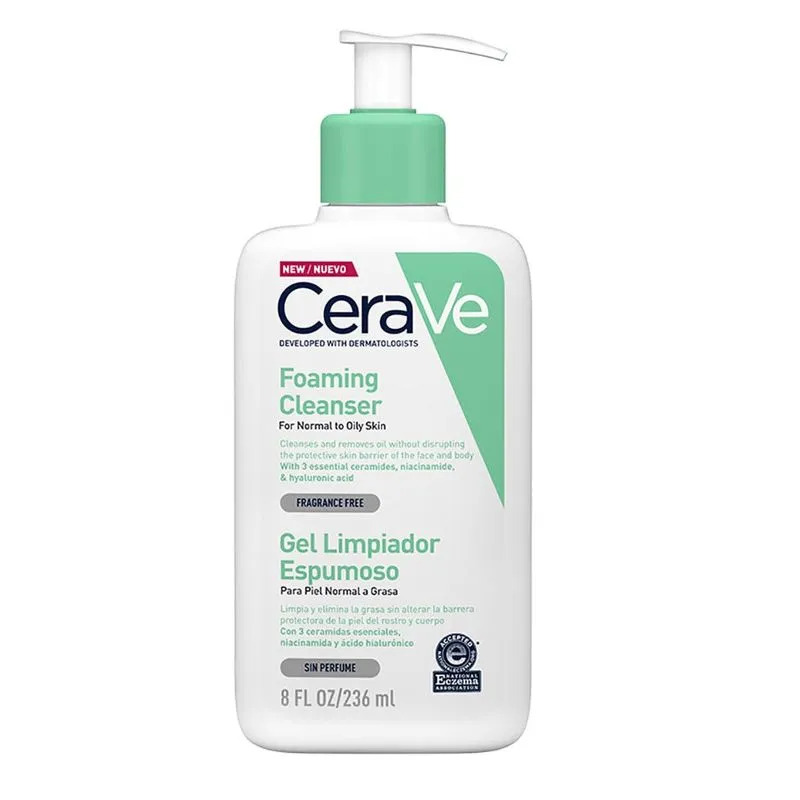 NEW / NUEVO
CeraVe
DEVELOPED WITH DERMATOLOGISTS
Foaming
Cleanser
For Normal to Oily Skin
Cleanses and removes oil without disrupting
the protective skin barrier of the face and body
With 3 essential ceramides, niacinamide,
& hyaluronic acid
FRAGRANCE FREE
Gel Limpiador
Espumoso
Para Piel Normal a Grasa
Limpia y elimina la grasa sin alterar la barrera
protectora de la piel del rostro y cuerpo
Con 3 ceramidas esenciales,
niacinamida y ácido hialurónico
SIN PERFUME
ACCEPTED
e
NATIONAL
Eczema
ASSOCIATION
8 FL OZ/236 ml